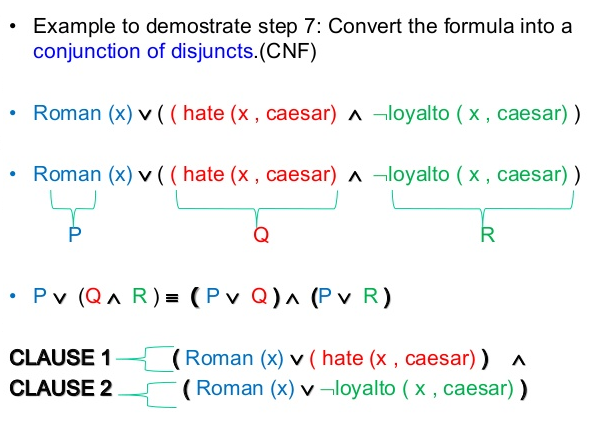 • Example to demostrate step 7: Convert the formula into a
conjunction of disjuncts.(CNF)
• Roman (x) ∨ ( ( hate (x , caesar) ∧ ¬loyalto ( x , caesar) )
• Roman (x) ∨ ( ( hate (x , caesar) ∧ ¬loyalto ( x , caesar) )
P Q R
• P ∨ (Q ∧ R ) ≡ ( P ∨ Q ) ∧ (P ∨ R )
CLAUSE 1 ( Roman (x) ∨ ( hate (x , caesar) ) ∧
CLAUSE 2 ( Roman (x) ∨ ¬loyalto ( x , caesar) )